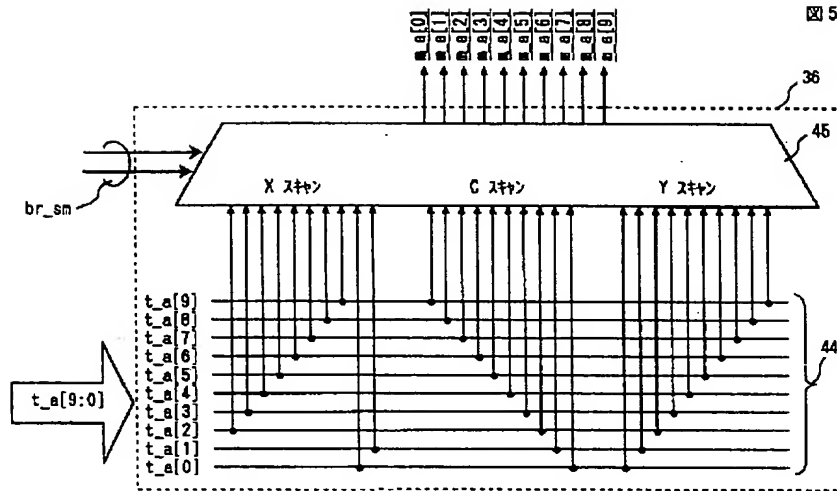 図 5
m_a[0]
m_a[1]
m_a[2]
m_a[3]
m_a[4]
m_a[5]
m_a[6]
m_a[7]
m_a[8]
m_a[9]
36
45
X スキャン
C スキャン
Y スキャン
br_sm
t_a[9]
t_a[8]
t_a[7]
t_a[6]
t_a[5]
t_a[4]
t_a[3]
t_a[2]
t_a[1]
t_a[0]
t_a[9:0]
44